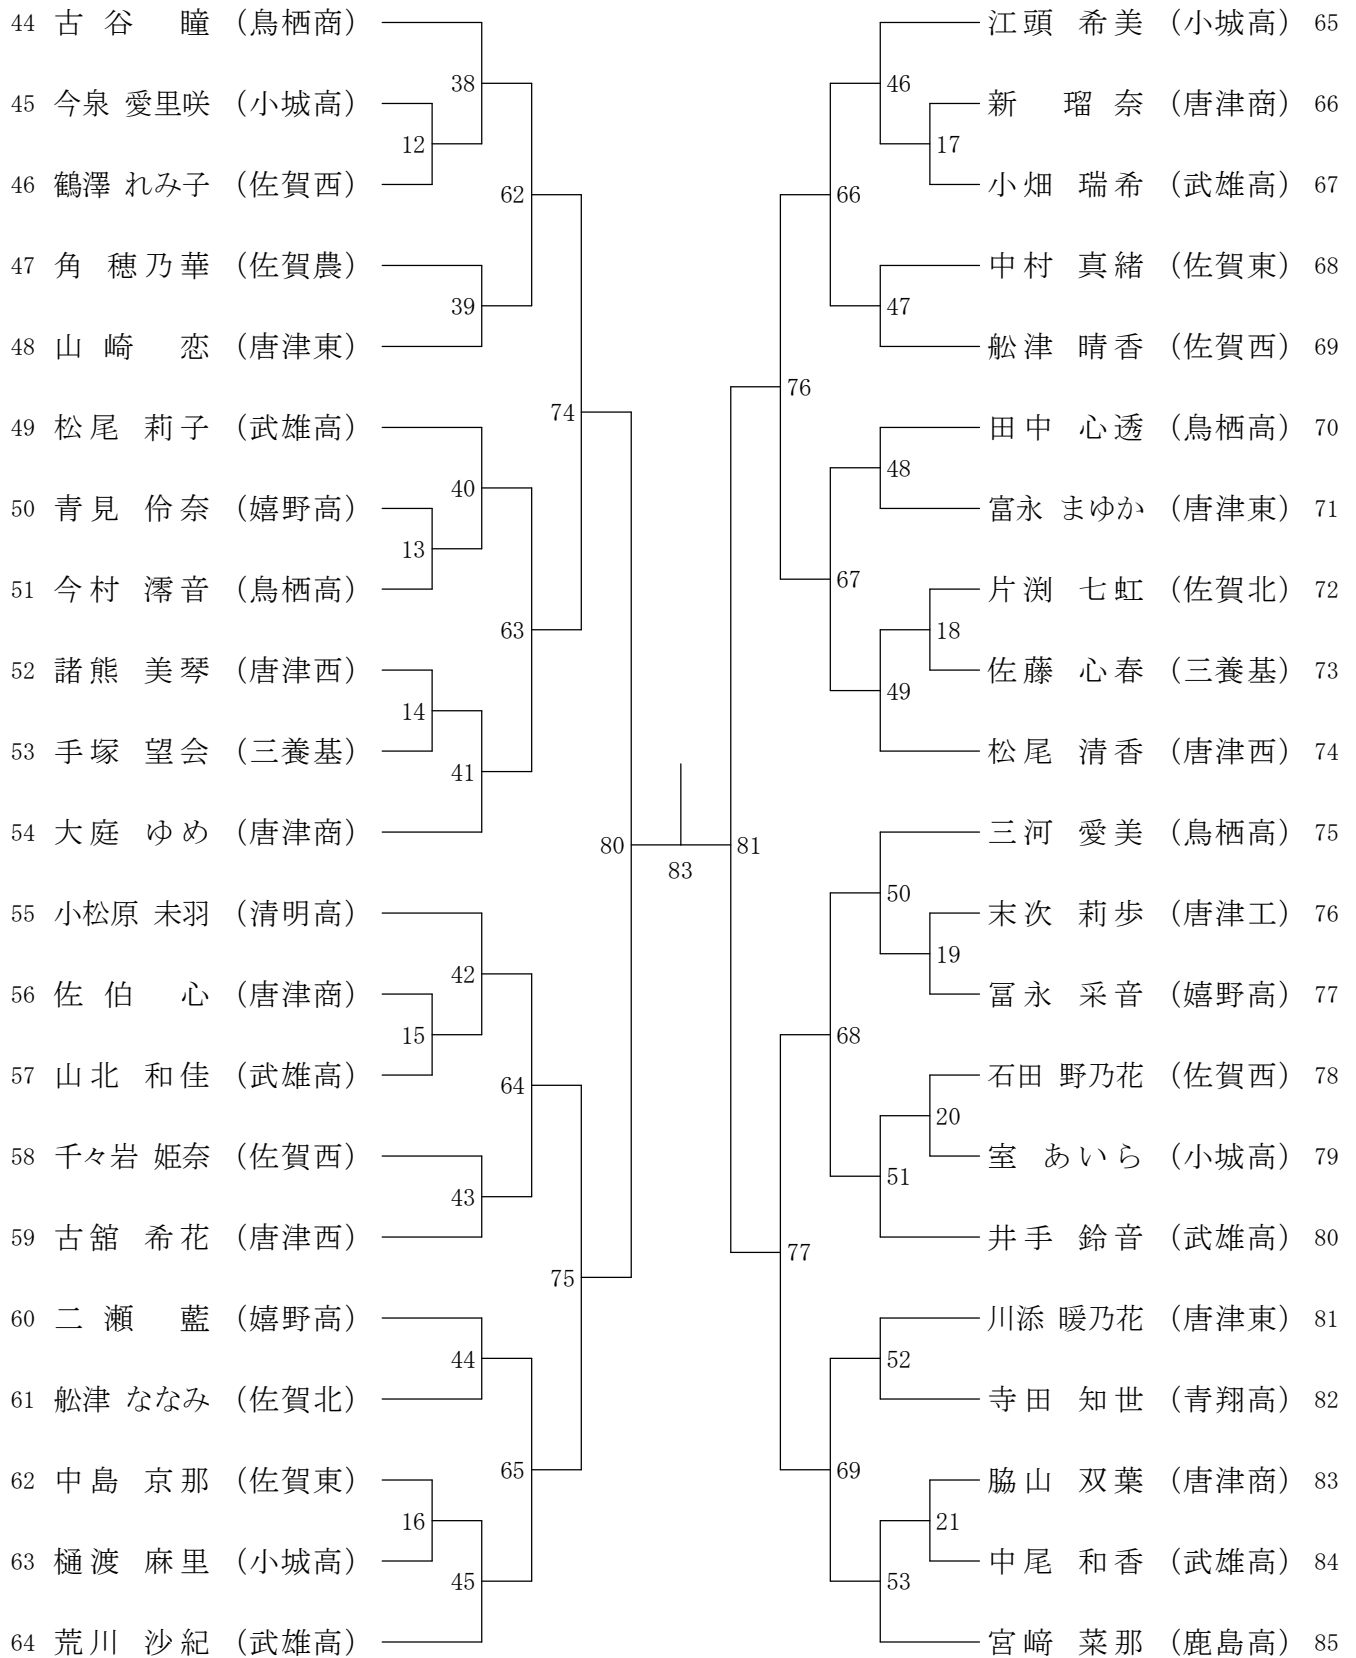 44 古谷 瞳 (鳥栖商)
45 今泉 愛里咲 (小城高)
46 鶴澤 れみ子 (佐賀西)
47 角 穂乃華 (佐賀農)
48 山崎 恋 (唐津東)
49 松尾 莉子 (武雄高)
50 青見 伶奈 (嬉野高)
51 今村 澪音 (鳥栖高)
52 諸熊 美琴 (唐津西)
53 手塚 望会 (三養基)
54 大庭 ゆめ (唐津商)
55 小松原 未羽 (清明高)
56 佐伯 心 (唐津商)
57 山北 和佳 (武雄高)
58 千々岩 姫奈 (佐賀西)
59 古舘 希花 (唐津西)
60 二瀬 藍 (嬉野高)
61 舩津 ななみ (佐賀北)
62 中島 京那 (佐賀東)
63 樋渡 麻里 (小城高)
64 荒川 沙紀 (武雄高)
12
13
14
15
16
38
39
40
41
42
43
44
45
62
63
64
65
74
75
80
83
81
76
77
66
67
68
69
46
47
48
49
50
51
52
53
17
18
19
20
21
江頭 希美 (小城高) 65
新 瑠奈 (唐津商) 66
小畑 瑞希 (武雄高) 67
中村 真緒 (佐賀東) 68
舩津 晴香 (佐賀西) 69
田中 心透 (鳥栖高) 70
富永 まゆか (唐津東) 71
片渕 七虹 (佐賀北) 72
佐藤 心春 (三養基) 73
松尾 清香 (唐津西) 74
三河 愛美 (鳥栖高) 75
末次 莉歩 (唐津工) 76
冨永 采音 (嬉野高) 77
石田 野乃花 (佐賀西) 78
室 あいら (小城高) 79
井手 鈴音 (武雄高) 80
川添 暖乃花 (唐津東) 81
寺田 知世 (青翔高) 82
脇山 双葉 (唐津商) 83
中尾 和香 (武雄高) 84
宮﨑 菜那 (鹿島高) 85